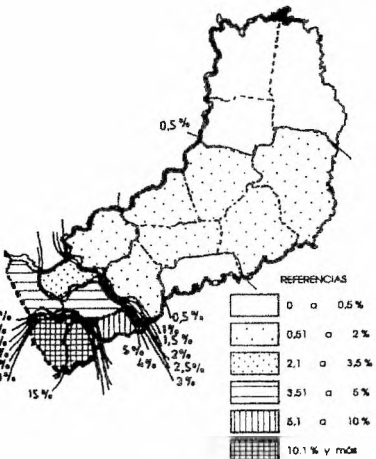 0,5 %
0,5 %
1%
1,5 %
2%
2,5 %
3%
5%
4%
15%
REFERENCIAS
0 a 0,5 %
0,51 a 2%
2,1 a 3,5%
3,51 a 5%
5,1 a 10%
10.1 % y más